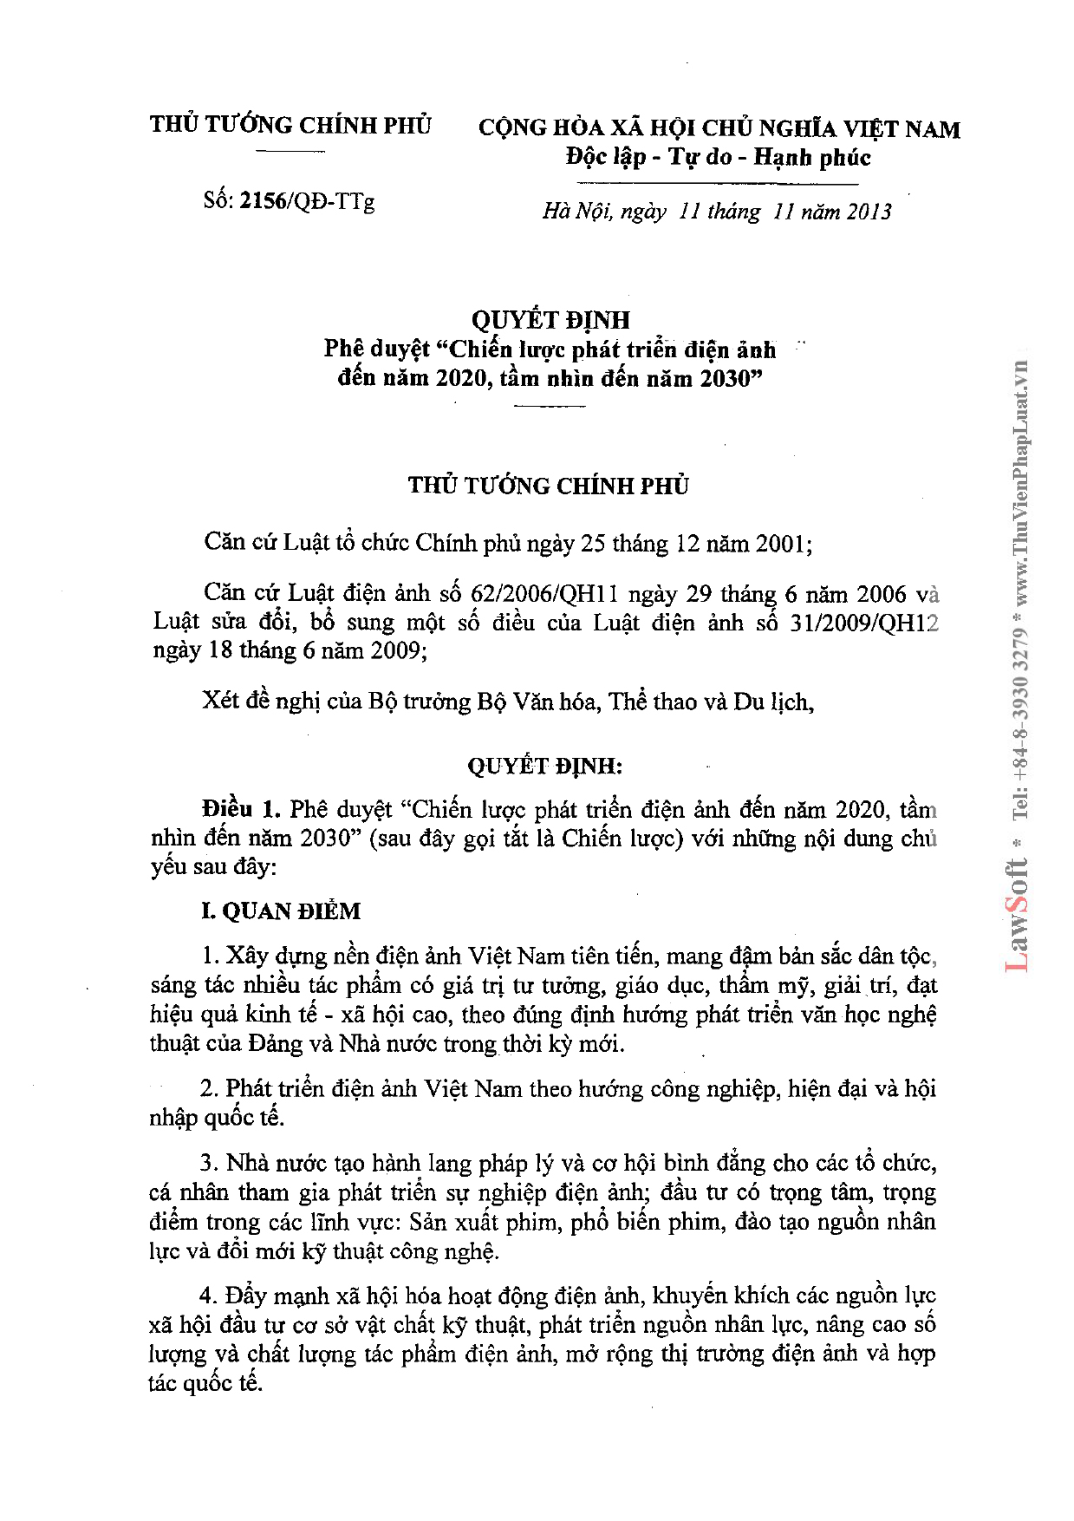 THỦ TƯỚNG CHÍNH PHỦ
CỘNG HÒA XÃ HỘI CHỦ NGHĨA VIỆT NAM
Độc lập - Tự do - Hạnh phúc
Số: 2156/QĐ-TTg
Hà Nội, ngày 11 tháng 11 năm 2013
QUYẾT ĐỊNH
Phê duyệt “Chiến lược phát triển điện ảnh
đến năm 2020, tầm nhìn đến năm 2030”
THỦ TƯỚNG CHÍNH PHỦ
Căn cứ Luật tổ chức Chính phủ ngày 25 tháng 12 năm 2001;
Căn cứ Luật điện ảnh số 62/2006/QH11 ngày 29 tháng 6 năm 2006 và
Luật sửa đổi, bổ sung một số điều của Luật điện ảnh số 31/2009/QH12
ngày 18 tháng 6 năm 2009;
Xét đề nghị của Bộ trưởng Bộ Văn hóa, Thể thao và Du lịch,
QUYẾT ĐỊNH:
Điều 1. Phê duyệt “Chiến lược phát triển điện ảnh đến năm 2020, tầm
nhìn đến năm 2030” (sau đây gọi tắt là Chiến lược) với những nội dung chủ
yếu sau đây:
I. QUAN ĐIỂM
1. Xây dựng nền điện ảnh Việt Nam tiên tiến, mang đậm bản sắc dân tộc,
sáng tác nhiều tác phẩm có giá trị tư tưởng, giáo dục, thẩm mỹ, giải trí, đạt
hiệu quả kinh tế - xã hội cao, theo đúng định hướng phát triển văn học nghệ
thuật của Đảng và Nhà nước trong thời kỳ mới.
2. Phát triển điện ảnh Việt Nam theo hướng công nghiệp, hiện đại và hội
nhập quốc tế.
3. Nhà nước tạo hành lang pháp lý và cơ hội bình đẳng cho các tổ chức,
cá nhân tham gia phát triển sự nghiệp điện ảnh; đầu tư có trọng tâm, trọng
điểm trong các lĩnh vực: Sản xuất phim, phổ biến phim, đào tạo nguồn nhân
lực và đổi mới kỹ thuật công nghệ.
4. Đẩy mạnh xã hội hóa hoạt động điện ảnh, khuyến khích các nguồn lực
xã hội đầu tư cơ sở vật chất kỹ thuật, phát triển nguồn nhân lực, nâng cao số
lượng và chất lượng tác phẩm điện ảnh, mở rộng thị trường điện ảnh và hợp
tác quốc tế.
LawSoft * Tel: +84-8-3930 3279 * www.ThuVienPhapLuat.vn